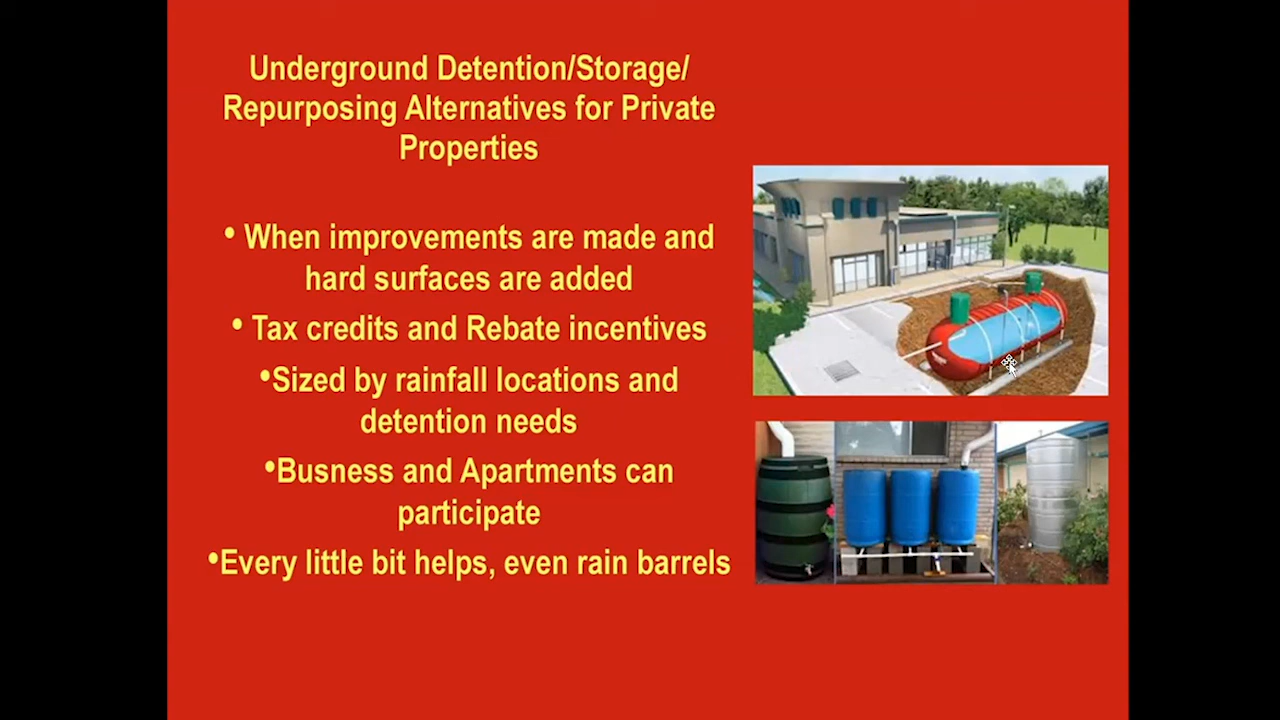 Underground Detention/Storage/
Repurposing Alternatives for Private
Properties
• When improvements are made and
hard surfaces are added
• Tax credits and Rebate incentives
•Sized by rainfall locations and
detention needs
•Busness and Apartments can
participate
•Every little bit helps, even rain barrels